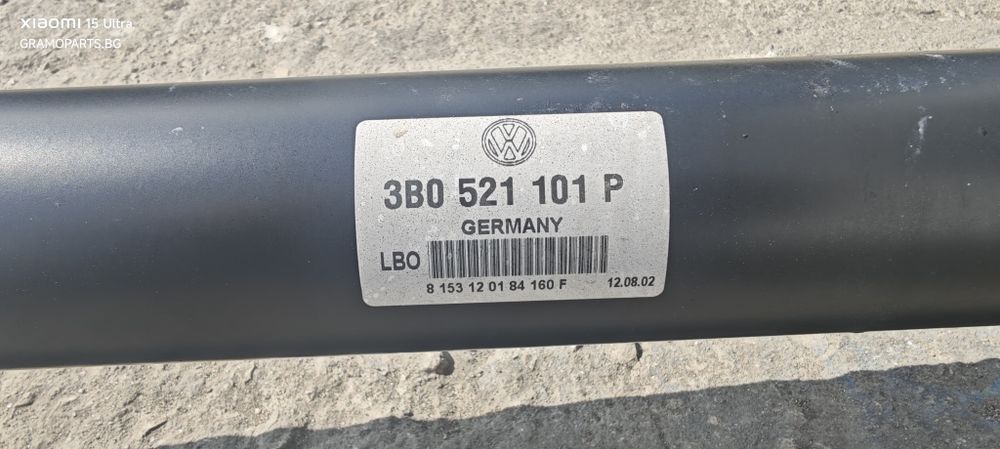 XIAOMI 15 Ultra
GRAMOPARTS.BG
3B0 521 101 P
GERMANY
LBO
8 153 12 01 84 160 F
12.08.02